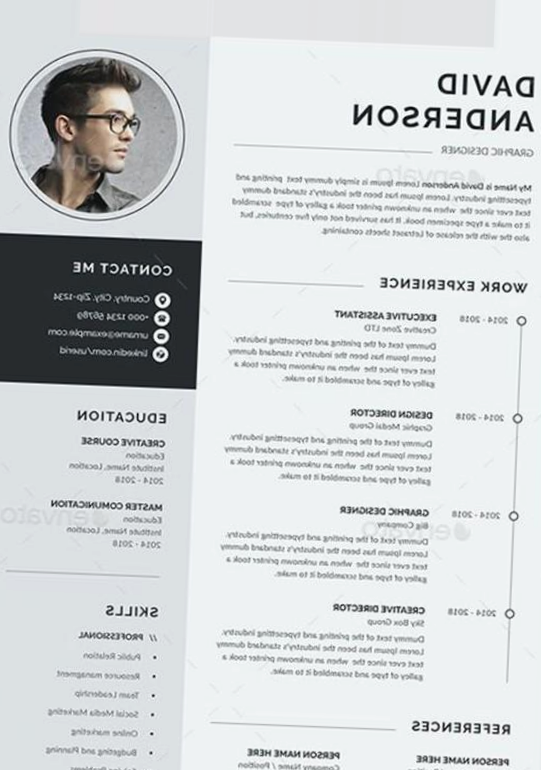 DAVID
ANDERSON
GRAPHIC DESIGNER
My Name is David Anderson Lorem Ipsum is simply dummy text printing and
typesetting industry. Lorem Ipsum has been the industry's standard dummy
text ever since the when an unknown printer took a galley of type scrambled
it to make a type specimen book. It has survived not only five centuries, but
also the with the release of Letraset sheets containing.
CONTACT ME
Country, City, Zip-1234
+000 1234 56789
urname@example.com
linkedin.com/userid
EDUCATION
CREATIVE COURSE
Education
Institute Name, Location
2014 - 2018
MASTER COMUNICATION
Education
Institute Name, Location
2014 - 2018
SKILLS
// PROFESSIONAL
• Public Relation
• Resource managment
• Team Leadership
• Social Media Marketing
• Online marketing
• Budgeting and Planning
WORK EXPERIENCE
2014 - 2018 EXECUTIVE ASSISTANT
Creative Zone LTD
Dummy text of the printing and typesetting industry.
Lorem Ipsum has been the industry's standard dummy
text ever since the when an unknown printer took a
galley of type and scrambled it to make.
2014 - 2018 DESIGN DIRECTOR
Graphic Medai Group
Dummy text of the printing and typesetting industry.
Lorem Ipsum has been the industry's standard dummy
text ever since the when an unknown printer took a
galley of type and scrambled it to make.
2014 - 2018 GRAPHIC DESIGNER
Big Company
Dummy text of the printing and typesetting industry.
Lorem Ipsum has been the industry's standard dummy
text ever since the when an unknown printer took a
galley of type and scrambled it to make.
2014 - 2018 CREATIVE DIRECTOR
Sky Box Group
Dummy text of the printing and typesetting industry.
Lorem Ipsum has been the industry's standard dummy
text ever since the when an unknown printer took a
galley of type and scrambled it to make.
REFERENCES
PERSON NAME HERE PERSON NAME HERE
Company Name / Position
envato
envato
envato
envato